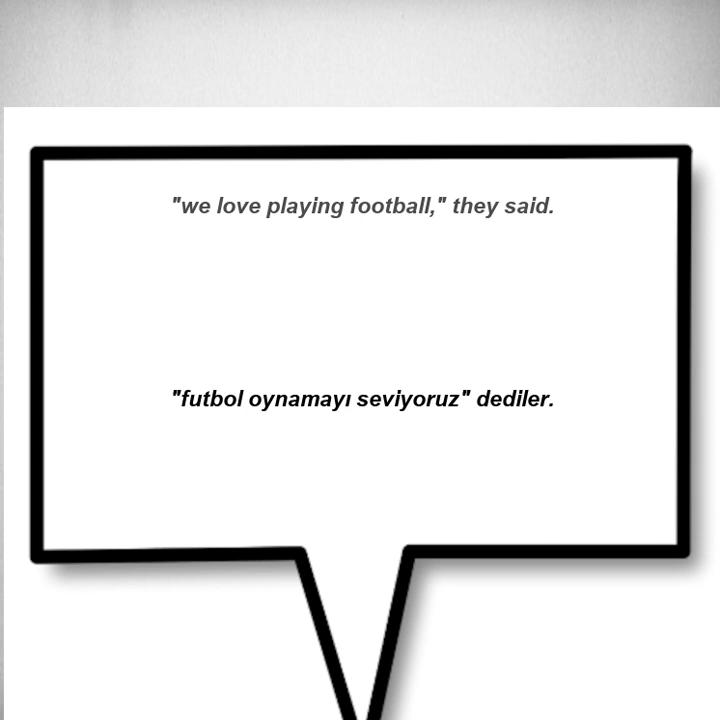 "we love playing football," they said.
"futbol oynamayı seviyoruz" dediler.